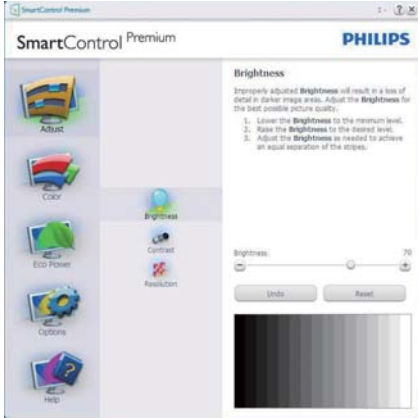 SmartControl Premium
SmartControl Premium
PHILIPS
Adjust
Color
Eco Power
Options
Help
Brightness
Contrast
Resolution
Brightness
Improperly adjusted Brightness will result in a loss of
detail in darker image areas. Adjust the Brightness for
the best possible picture quality.
1. Lower the Brightness to the minimum level.
2. Raise the Brightness to the desired level.
3. Adjust the Brightness as needed to achieve
an equal separation of the stripes.
Brightness
70
Undo
Reset